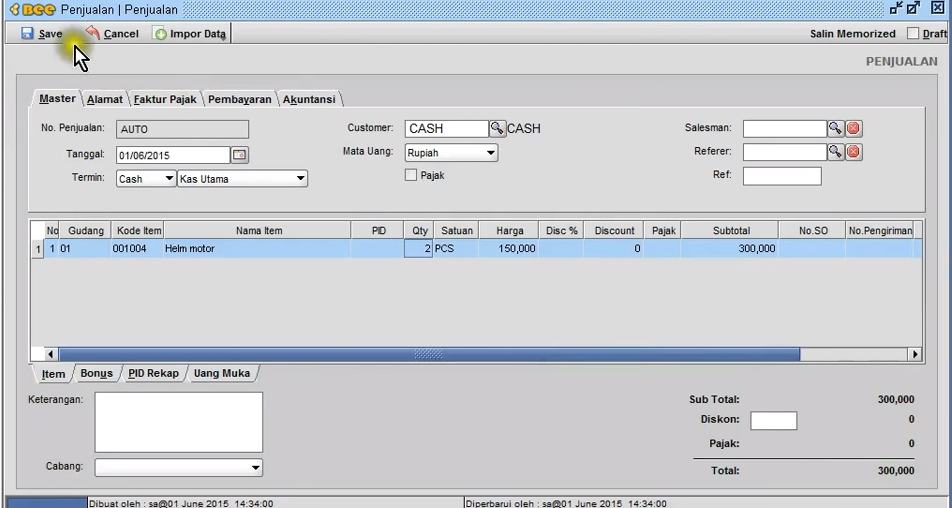 BEE Penjualan | Penjualan
Save Cancel Impor Data Salin Memorized Draft
PENJUALAN
Master Alamat Faktur Pajak Pembayaran Akuntansi
No. Penjualan: AUTO Customer: CASH CASH Salesman:
Tanggal: 01/06/2015 Mata Uang: Rupiah Referer:
Termin: Cash Kas Utama Pajak Ref:
No Gudang Kode Item Nama Item PID Qty Satuan Harga Disc % Discount Pajak Subtotal No.SO No.Pengiriman
1 1 01 001004 Helm motor 2 PCS 150,000 0 300,000
Item Bonus PID Rekap Uang Muka
Keterangan: Sub Total: 300,000
Diskon: 0
Pajak: 0
Cabang: Total: 300,000
Dibuat oleh : sa@01 June 2015 14:34:00 Diperbarui oleh : sa@01 June 2015 14:34:00